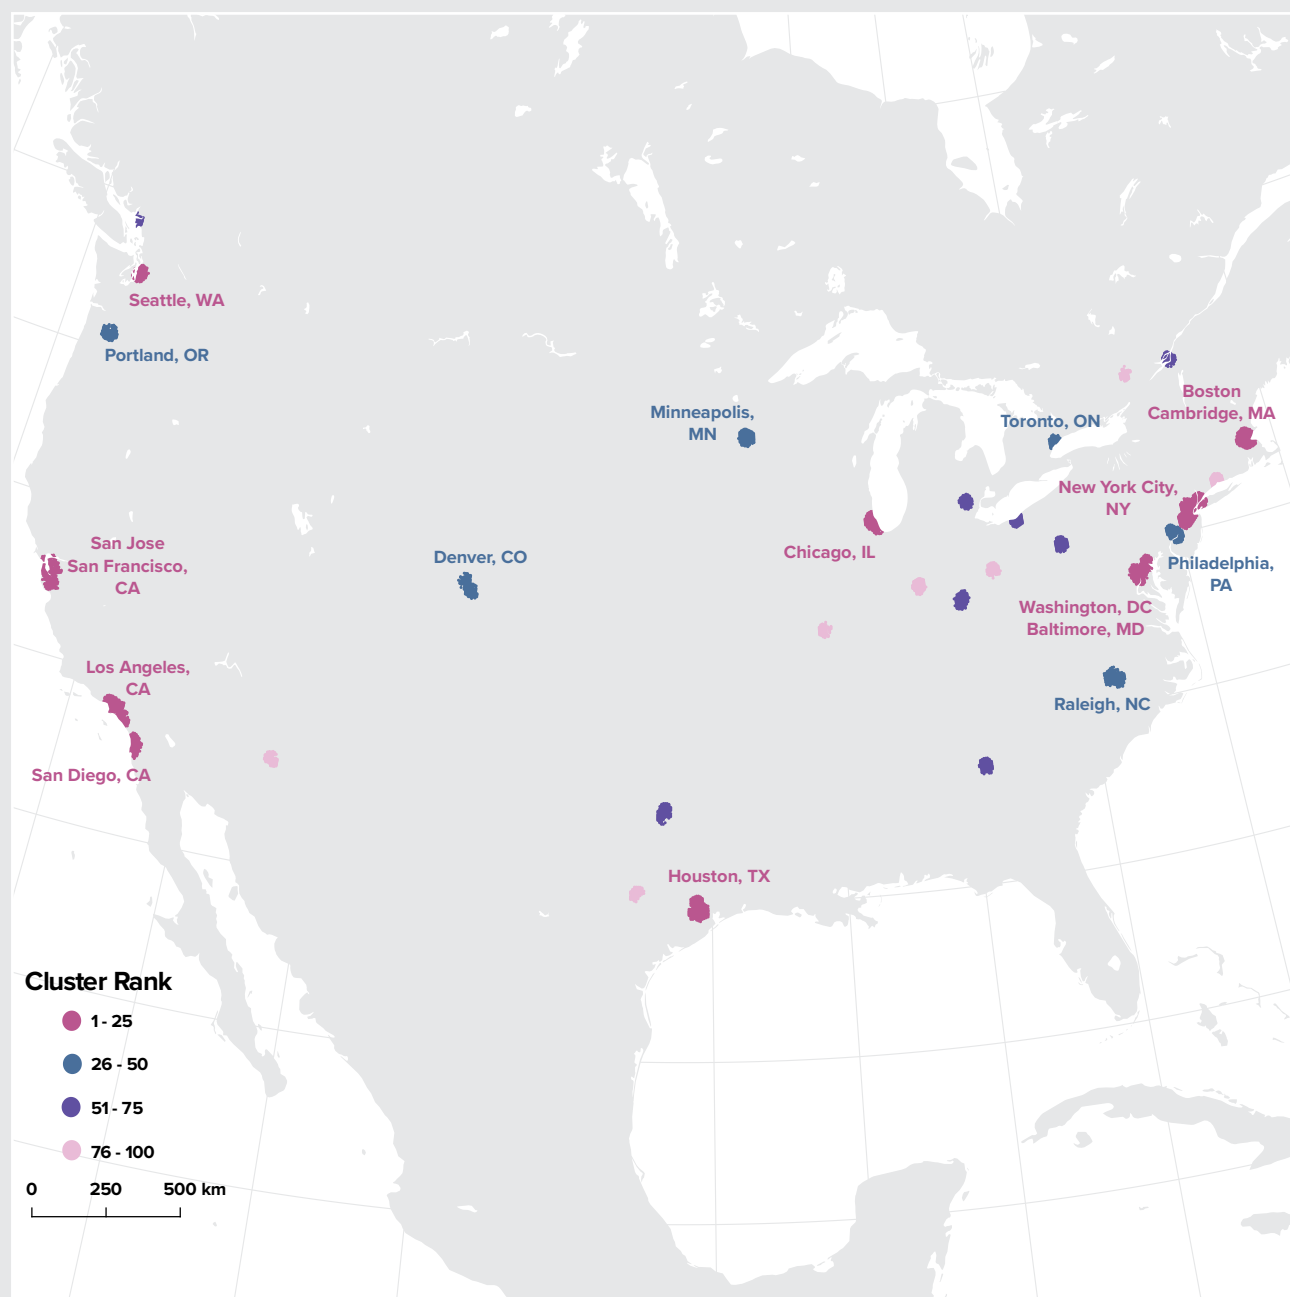 Seattle, WA
Portland, OR
Minneapolis,
MN
Toronto, ON
Boston
Cambridge, MA
New York City,
NY
Chicago, IL
San Jose
San Francisco,
CA
Denver, CO
Philadelphia,
PA
Washington, DC
Baltimore, MD
Los Angeles,
CA
Raleigh, NC
San Diego, CA
Houston, TX
Cluster Rank
1 - 25
26 - 50
51 - 75
76 - 100
0 250 500 km